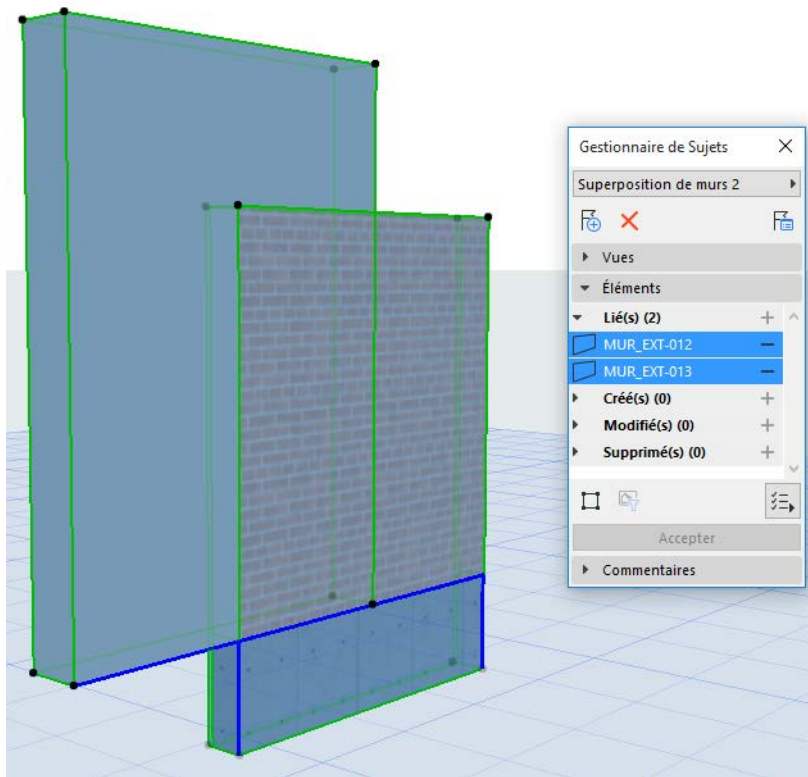 Gestionnaire de Sujets
Superposition de murs 2
Vues
Éléments
Lié(s) (2)
MUR_EXT-012
MUR_EXT-013
Créé(s) (0)
Modifié(s) (0)
Supprimé(s) (0)
Accepter
Commentaires